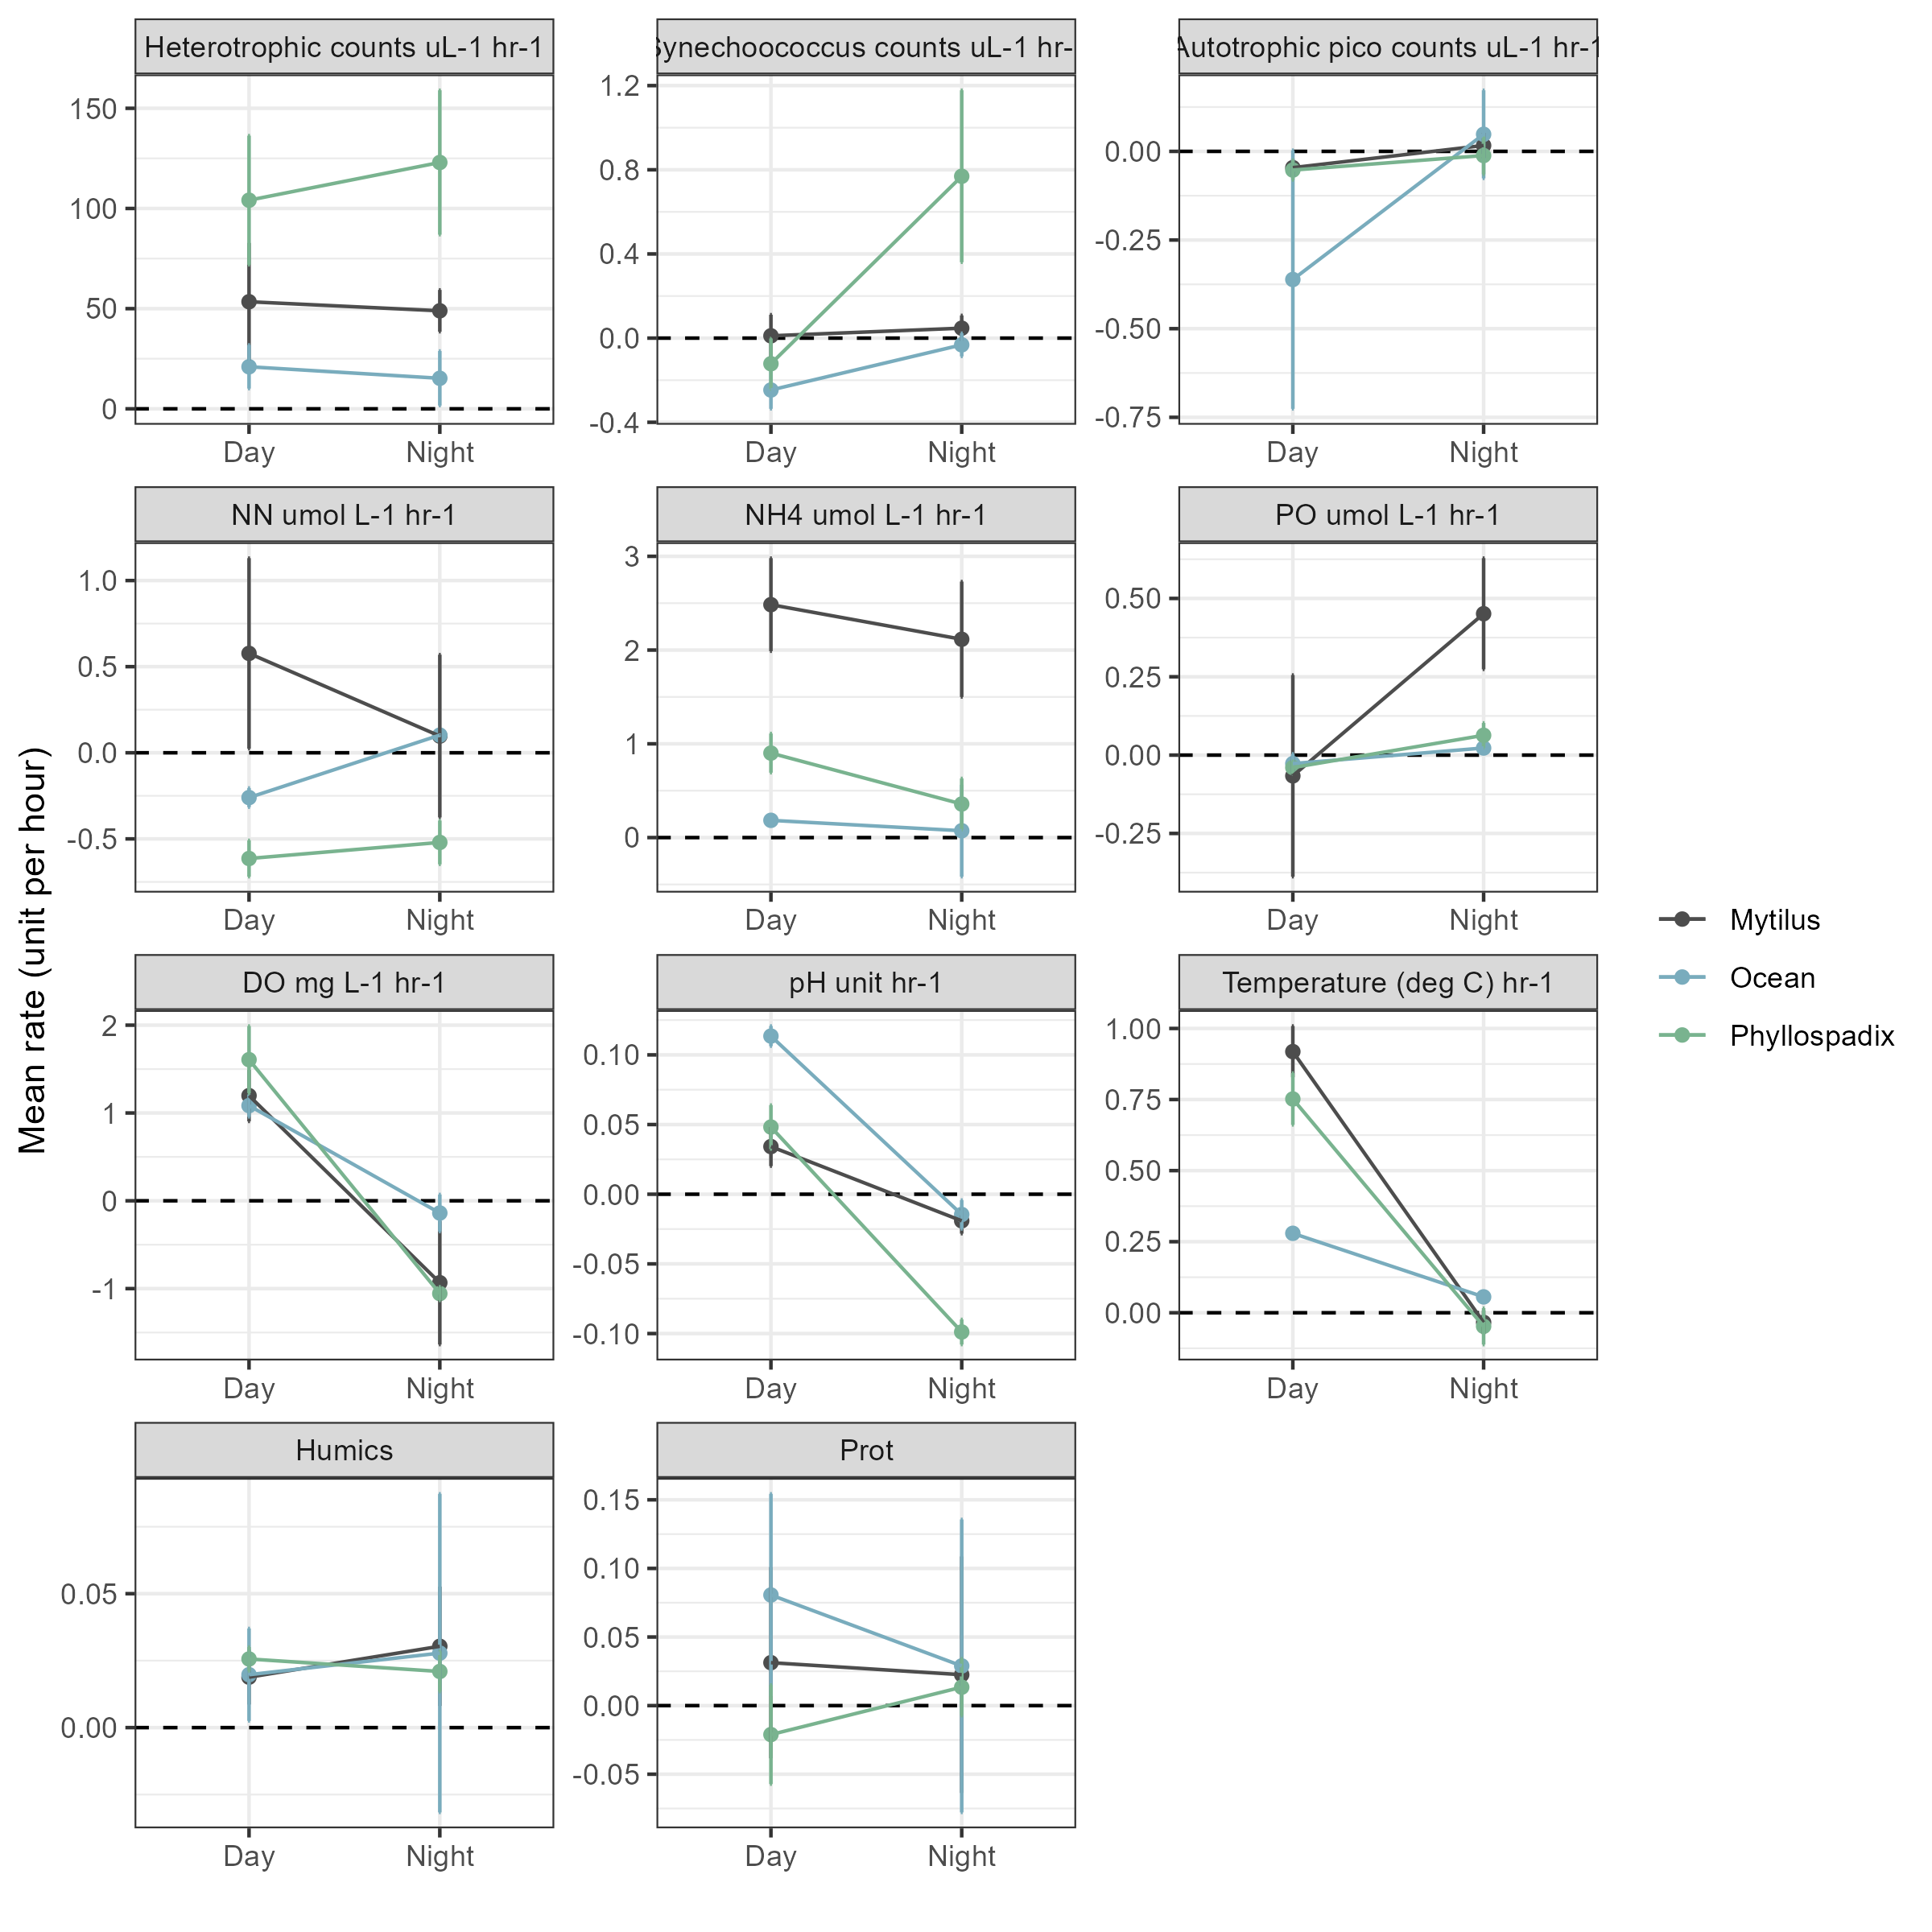 Heterotrophic counts uL-1 hr-1
Synechoococcus counts uL-1 hr-
Autotrophic pico counts uL-1 hr-1
150
100
50
0
Day Night
1.2
0.8
0.4
0.0
-0.4
Day Night
0.00
-0.25
-0.50
-0.75
Day Night
NN umol L-1 hr-1
NH4 umol L-1 hr-1
PO umol L-1 hr-1
1.0
0.5
0.0
-0.5
Day Night
3
2
1
0
Day Night
0.50
0.25
0.00
-0.25
Day Night
Mean rate (unit per hour)
DO mg L-1 hr-1
pH unit hr-1
Temperature (deg C) hr-1
2
1
0
-1
Day Night
0.10
0.05
0.00
-0.05
-0.10
Day Night
1.00
0.75
0.50
0.25
0.00
Day Night
Humics
Prot
0.05
0.00
Day Night
0.15
0.10
0.05
0.00
-0.05
Day Night
Mytilus
Ocean
Phyllospadix